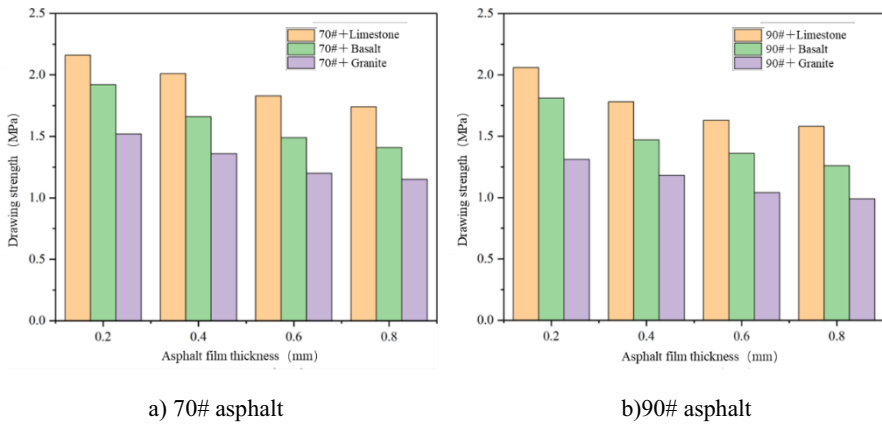 2.5
2.0
1.5
1.0
0.5
0.0
Drawing strength (MPa)
70#+Limestone
70#+ Basalt
70#+ Granite
0.2 0.4 0.6 0.8
Asphalt film thickness (mm)
a) 70# asphalt
2.5
2.0
1.5
1.0
0.5
0.0
Drawing strength (MPa)
90#+Limestone
90#+ Basalt
90#+ Granite
0.2 0.4 0.6 0.8
Asphalt film thickness (mm)
b)90# asphalt